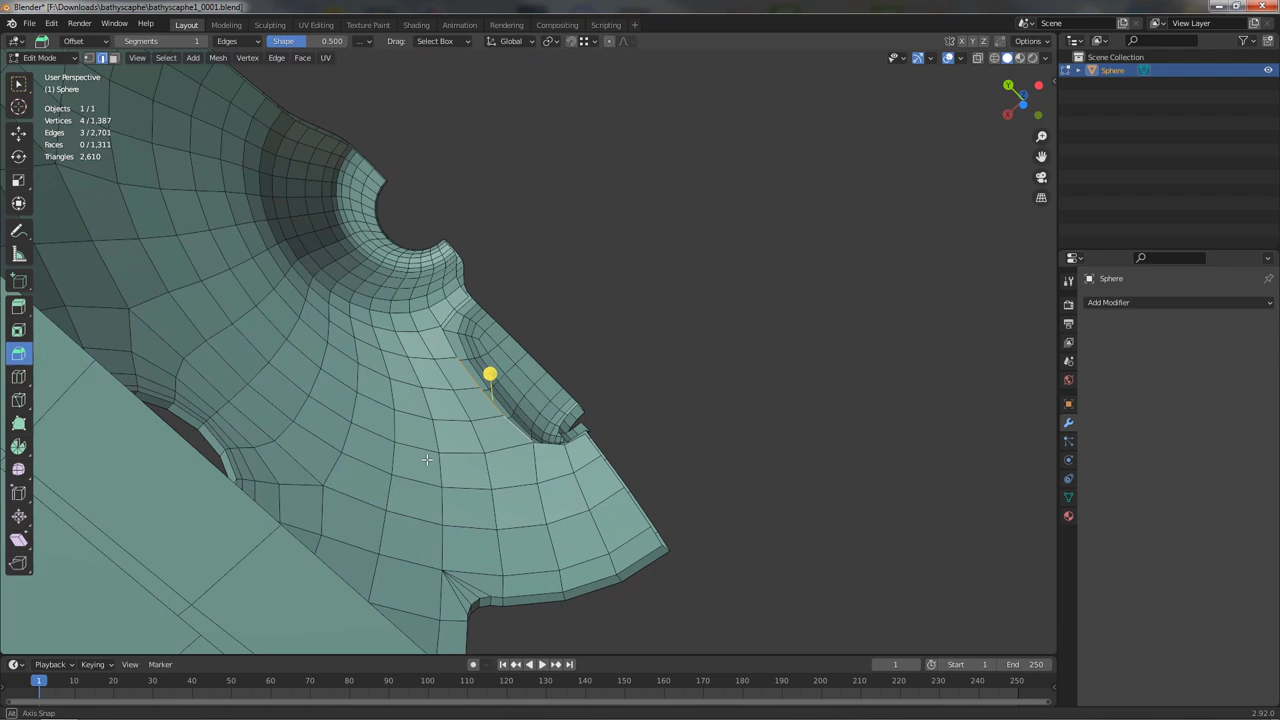 Blender* [F:\Downloads\bathyscaphe\bathyscaphe1_0001.blend]
File Edit Render Window Help Layout Modeling Sculpting UV Editing Texture Paint Shading Animation Rendering Compositing Scripting + Scene View Layer
Offset Segments 1 Edges Shape 0.500 ... Drag: Select Box Global X Y Z Options
Edit Mode View Select Add Mesh Vertex Edge Face UV
User Perspective
(1) Sphere
Objects 1/1
Vertices 4/1,387
Edges 3/2,701
Faces 0/1,311
Triangles 2,610
Y
X
Z
Scene Collection
Sphere
Sphere
Add Modifier
Playback Keying View Marker 1 Start 1 End 250
1 10 20 30 40 50 60 70 80 90 100 110 120 130 140 150 160 170 180 190 200 210 220 230 240 250
Axis Snap 2.92.0